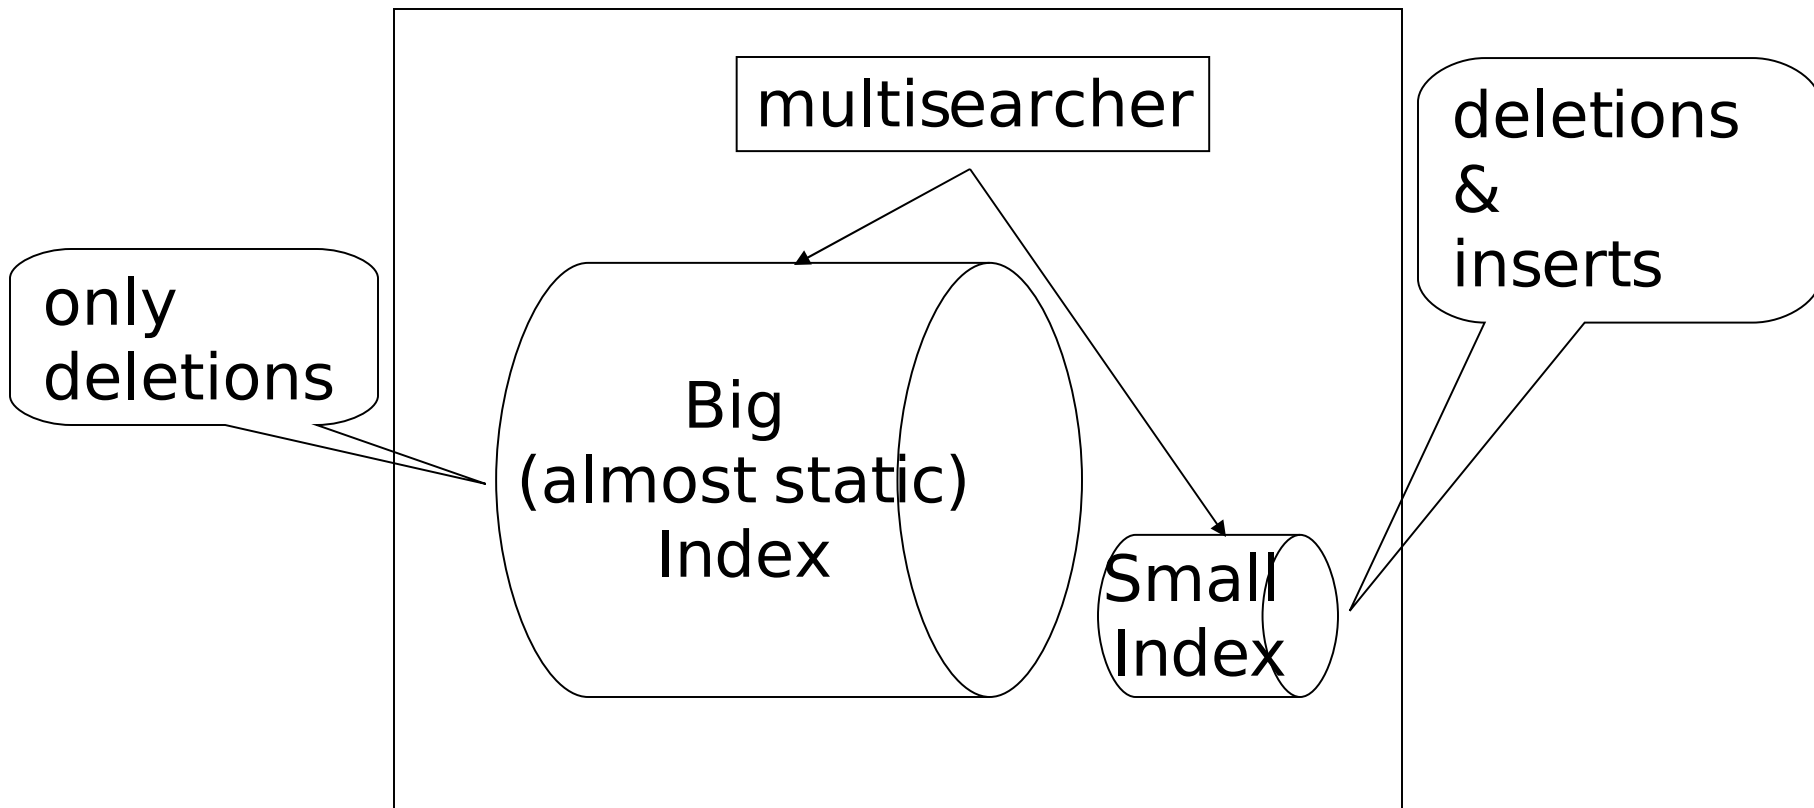 multisearcher
deletions
&
inserts
only
deletions
Big
(almost static)
Index
Small
Index